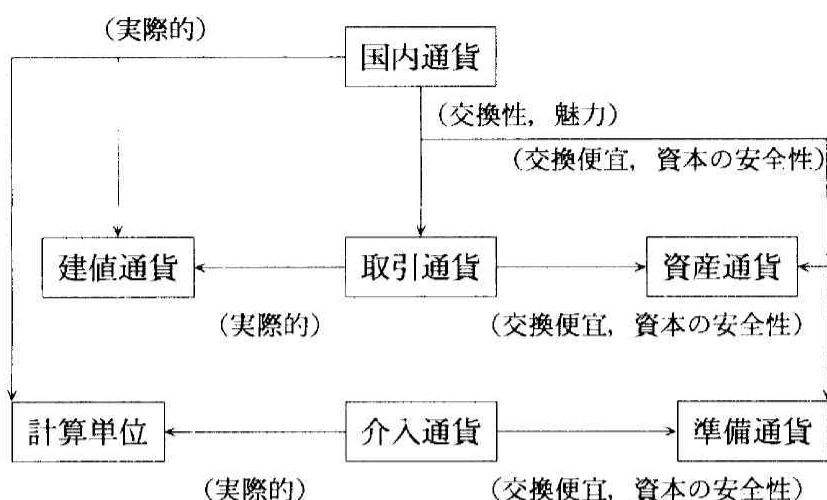 （実際的）
国内通貨
（交換性，魅力）
（交換便宜，資本の安全性）
建値通貨
取引通貨
資産通貨
（実際的）
（交換便宜，資本の安全性）
計算単位
介入通貨
準備通貨
（実際的）
（交換便宜，資本の安全性）